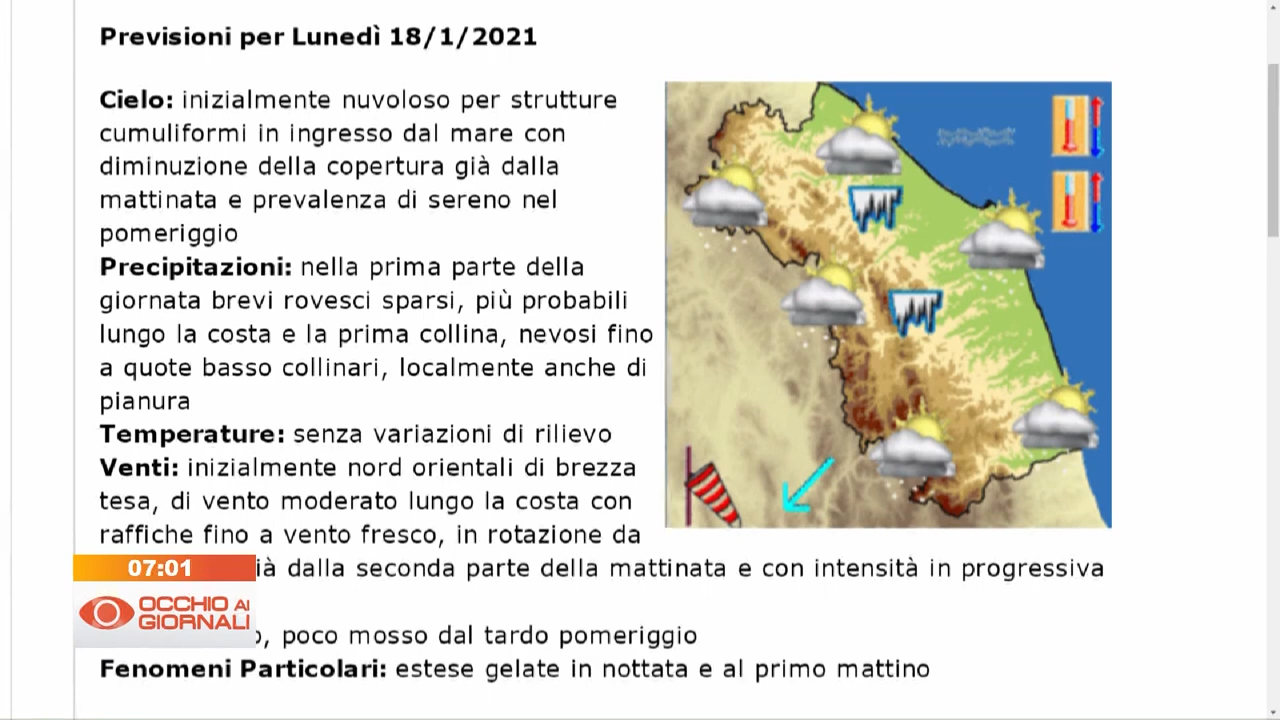 Previsioni per Lunedì 18/1/2021
Cielo: inizialmente nuvoloso per strutture
cumuliformi in ingresso dal mare con
diminuzione della copertura già dalla
mattinata e prevalenza di sereno nel
pomeriggio
Precipitazioni: nella prima parte della
giornata brevi rovesci sparsi, più probabili
lungo la costa e la prima collina, nevosi fino
a quote basso collinari, localmente anche di
pianura
Temperature: senza variazioni di rilievo
Venti: inizialmente nord orientali di brezza
tesa, di vento moderato lungo la costa con
raffiche fino a vento fresco, in rotazione da
dalla seconda parte della mattinata e con intensità in progressiva
poco mosso dal tardo pomeriggio
Fenomeni Particolari: estese gelate in nottata e al primo mattino
07:01
OCCHIO AI
GIORNALI